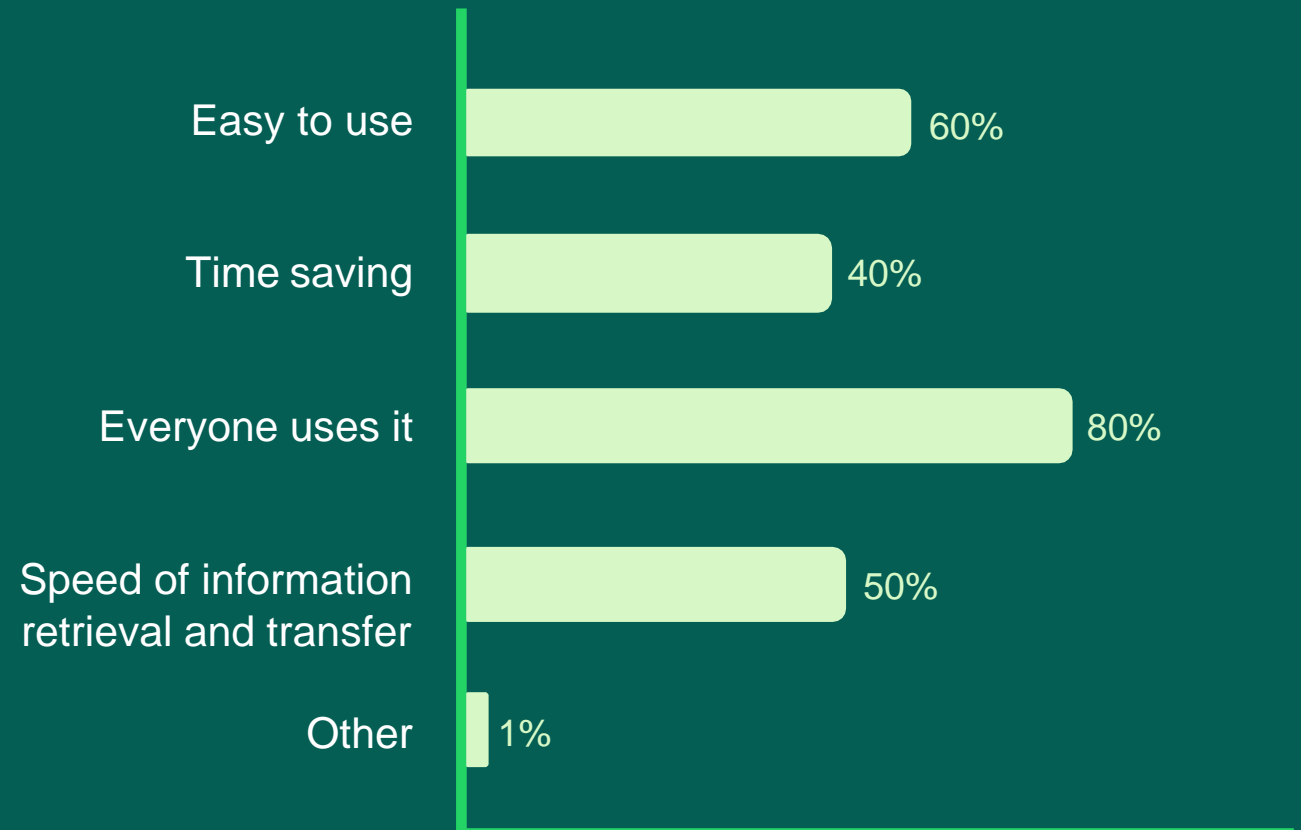 Easy to use
60%
Time saving
40%
Everyone uses it
80%
Speed of information
retrieval and transfer
50%
Other
1%